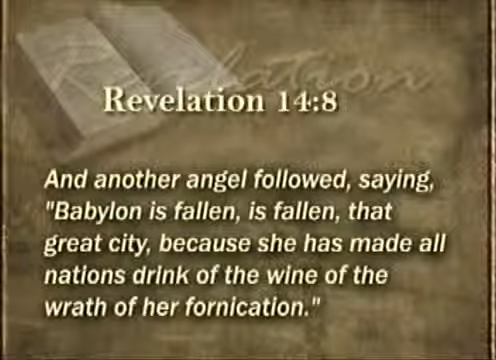 Revelation
Revelation 14:8
And another angel followed, saying,
"Babylon is fallen, is fallen, that
great city, because she has made all
nations drink of the wine of the
wrath of her fornication."